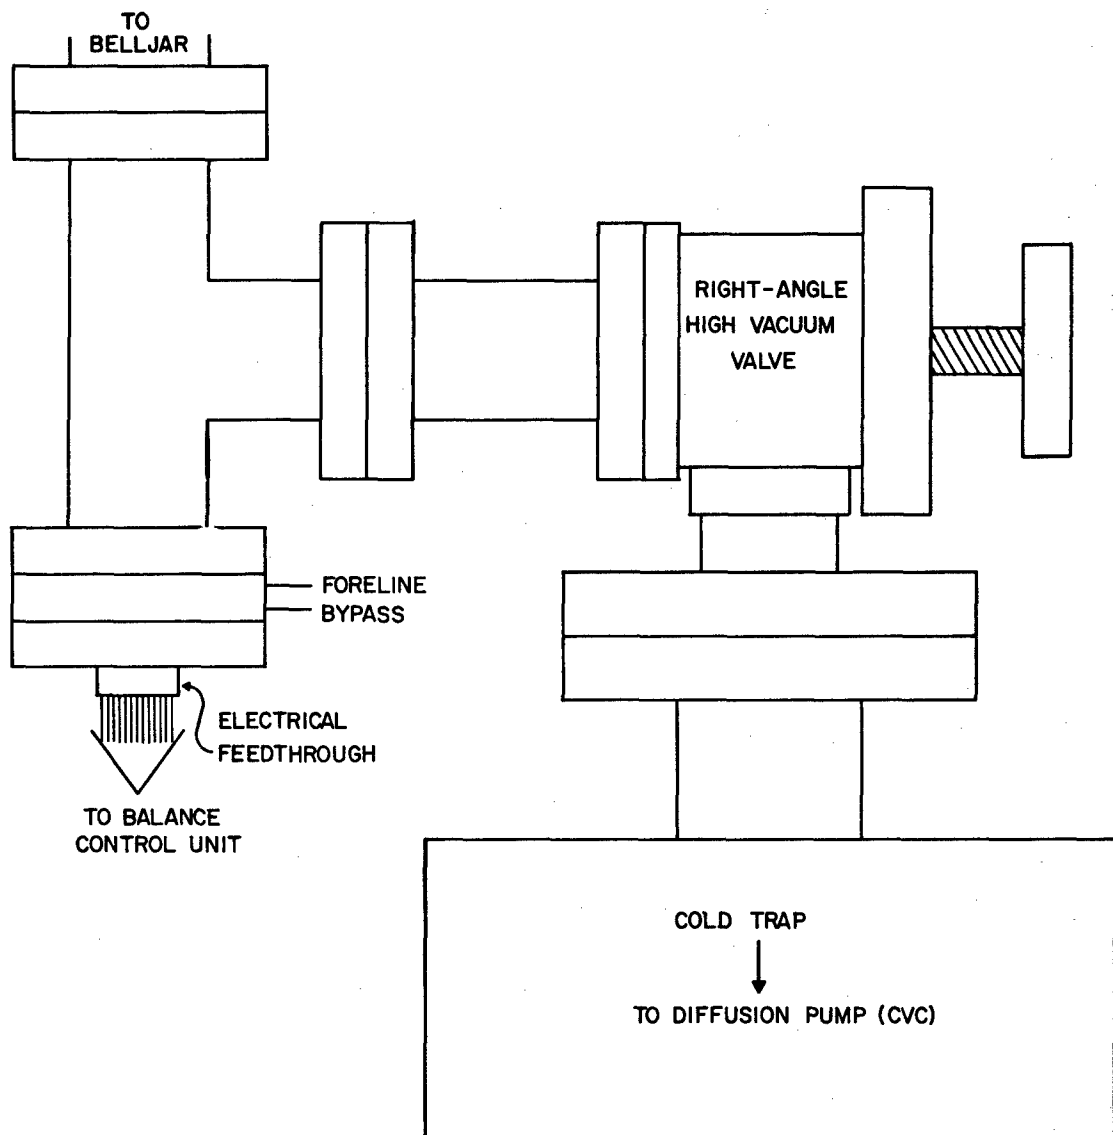 TO
BELLJAR
RIGHT-ANGLE
HIGH VACUUM
VALVE
FORELINE
BYPASS
ELECTRICAL
FEEDTHROUGH
TO BALANCE
CONTROL UNIT
COLD TRAP
TO DIFFUSION PUMP (CVC)